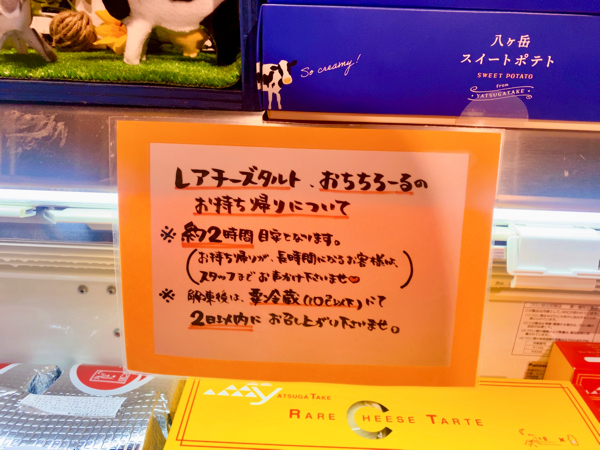 八ヶ岳
スイートポテト
SWEET POTATO
from
YATSUGATAKE
So creamy!
レアチーズタルト、おちちろーるの
お持ち帰りについて
※ 約2時間目安となります。
(お持ち帰りが、長時間になるお客様は、
スタッフまでお声かけ下さいませ♥)
※ 解凍後は、要冷蔵(10℃以下)にて
2日以内にお召し上がり下さいませ。
YATSUGA TAKE
RARE CHEESE TARTE